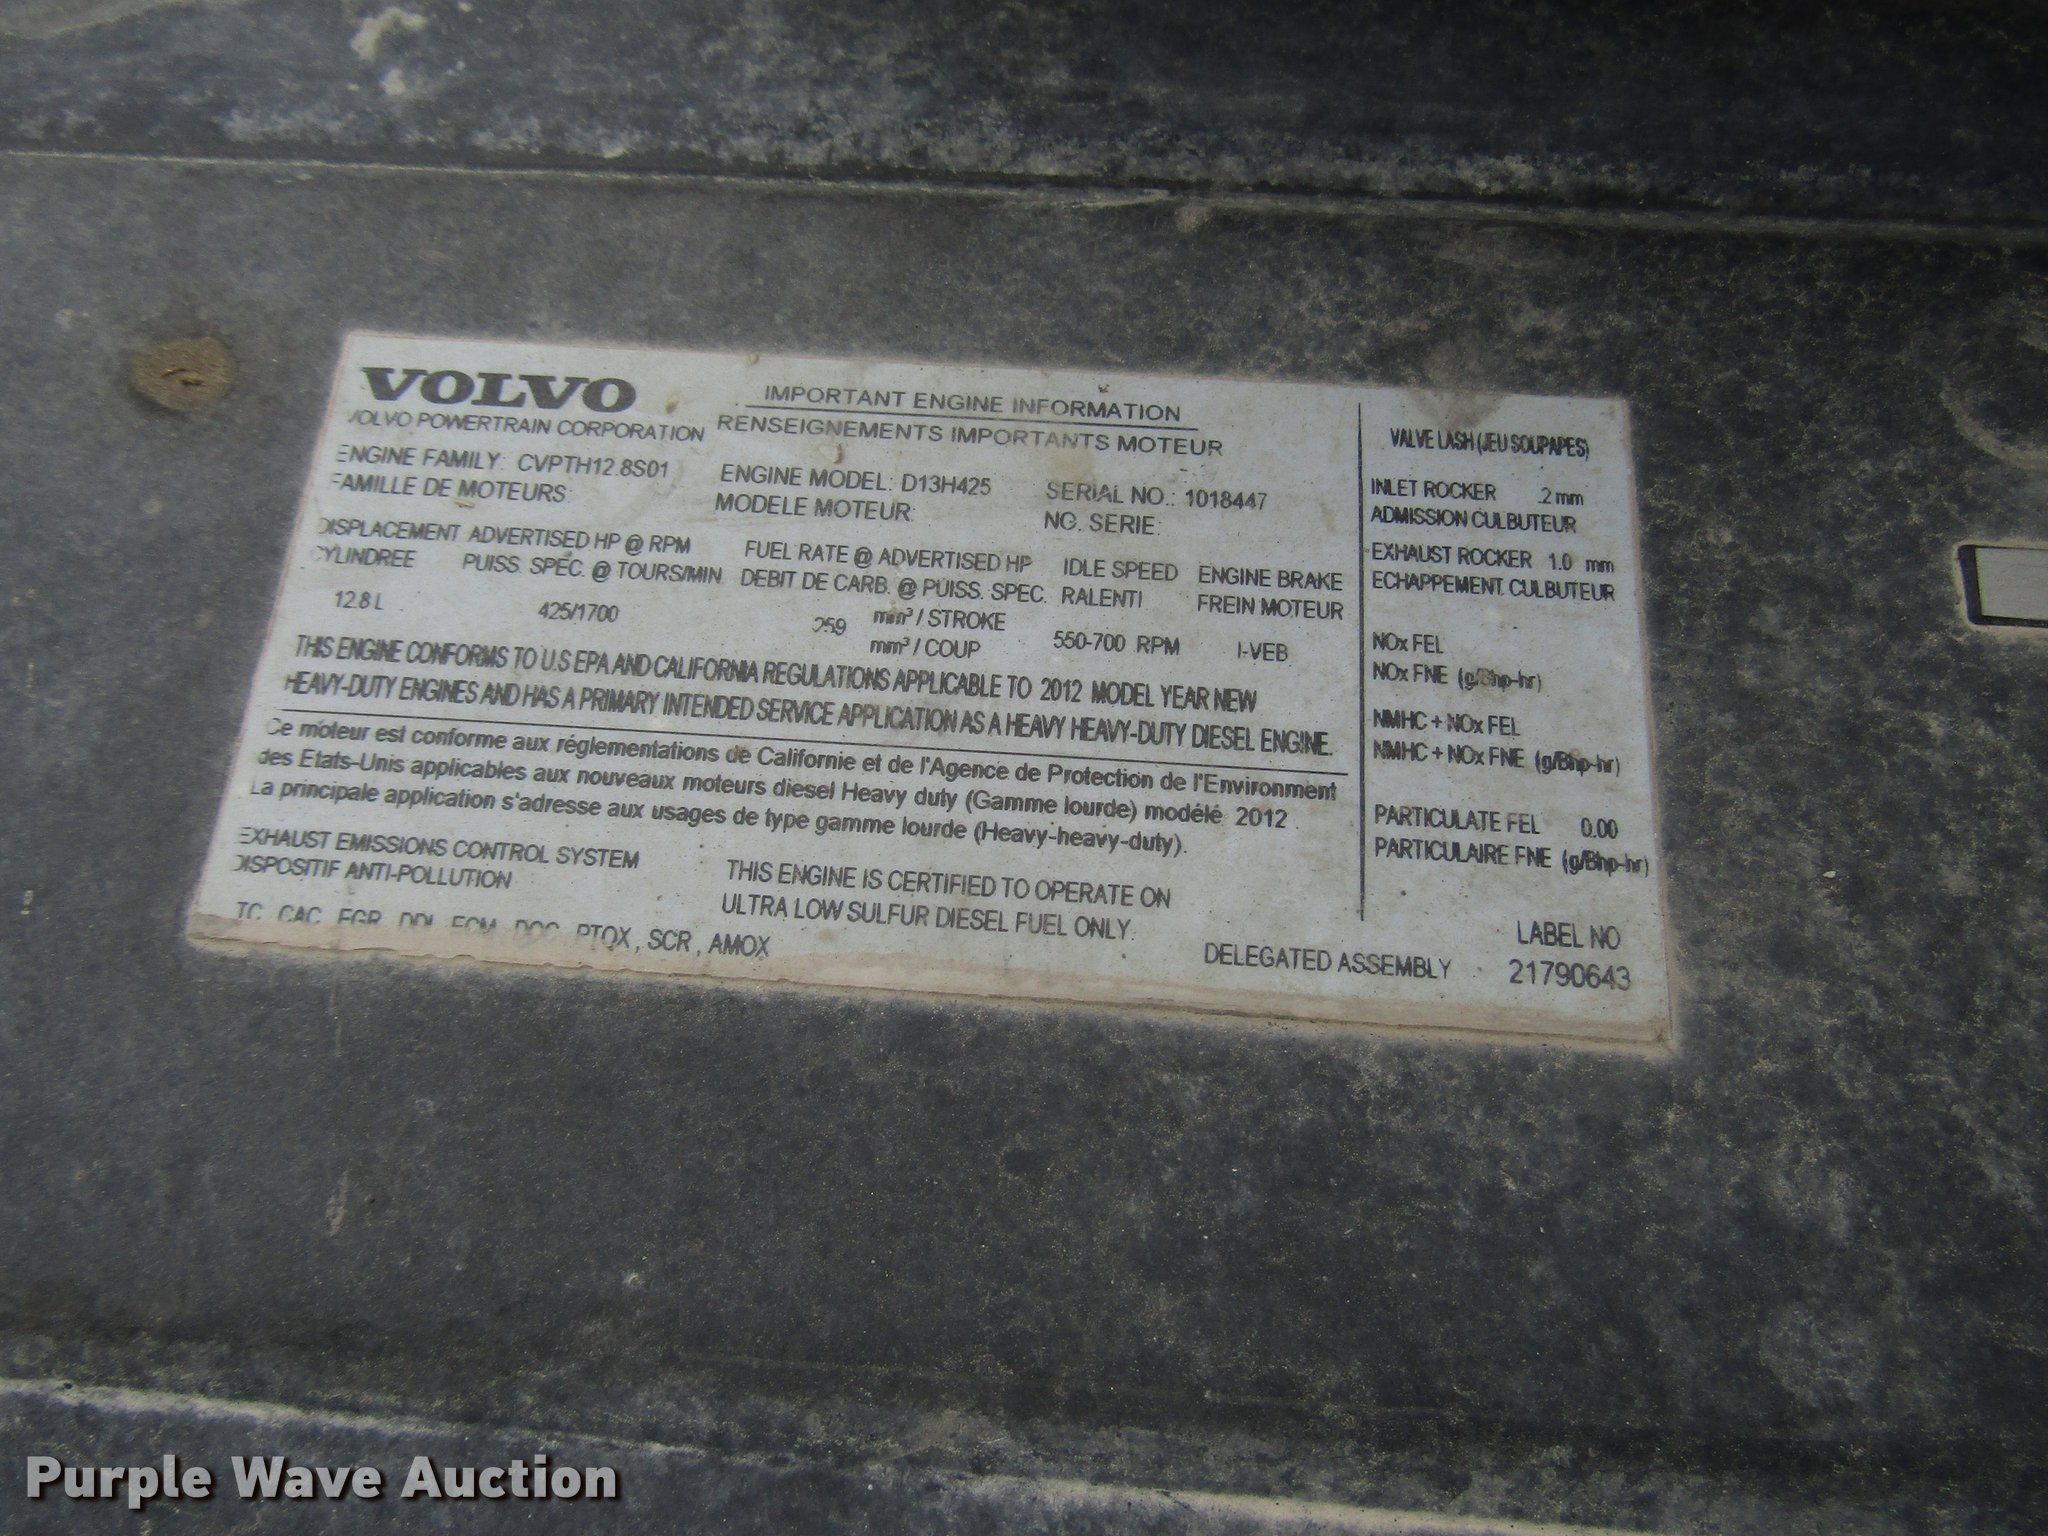 VOLVO
VOLVO POWERTRAIN CORPORATION
IMPORTANT ENGINE INFORMATION
RENSEIGNEMENTS IMPORTANTS MOTEUR
ENGINE FAMILY: CVPTH12.8S01
FAMILLE DE MOTEURS:
ENGINE MODEL: D13H425
MODELE MOTEUR:
SERIAL NO.: 1018447
NO. SERIE:
DISPLACEMENT
CYLINDREE
12.8 L
ADVERTISED HP @ RPM
PUISS. SPEC. @ TOURS/MIN.
425/1700
FUEL RATE @ ADVERTISED HP
DEBIT DE CARB. @ PUISS. SPEC.
259 mm³ / STROKE
mm³ / COUP
IDLE SPEED
RALENTI
550-700 RPM
ENGINE BRAKE
FREIN MOTEUR
I-VEB
THIS ENGINE CONFORMS TO U.S EPA AND CALIFORNIA REGULATIONS APPLICABLE TO 2012 MODEL YEAR NEW
HEAVY-DUTY ENGINES AND HAS A PRIMARY INTENDED SERVICE APPLICATION AS A HEAVY HEAVY-DUTY DIESEL ENGINE.
Ce moteur est conforme aux réglementations de Californie et de l'Agence de Protection de l'Environment
des Etats-Unis applicables aux nouveaux moteurs diesel Heavy duty (Gamme lourde) modélé 2012
La principale application s'adresse aux usages de type gamme lourde (Heavy-heavy-duty).
EXHAUST EMISSIONS CONTROL SYSTEM
DISPOSITIF ANTI-POLLUTION
TC, CAC, EGR, DDI, ECM, DOC, PTOX, SCR, AMOX
THIS ENGINE IS CERTIFIED TO OPERATE ON
ULTRA LOW SULFUR DIESEL FUEL ONLY.
DELEGATED ASSEMBLY
VALVE LASH (JEU SOUPAPES)
INLET ROCKER .2 mm
ADMISSION CULBUTEUR
EXHAUST ROCKER 1.0 mm
ECHAPPEMENT. CULBUTEUR
NOx FEL
NOx FNE (g/Bhp-hr)
NMHC + NOx FEL
NMHC + NOx FNE (g/Bhp-hr)
PARTICULATE FEL 0.00
PARTICULAIRE FNE (g/Bhp-hr)
LABEL NO
21790643
Purple Wave Auction